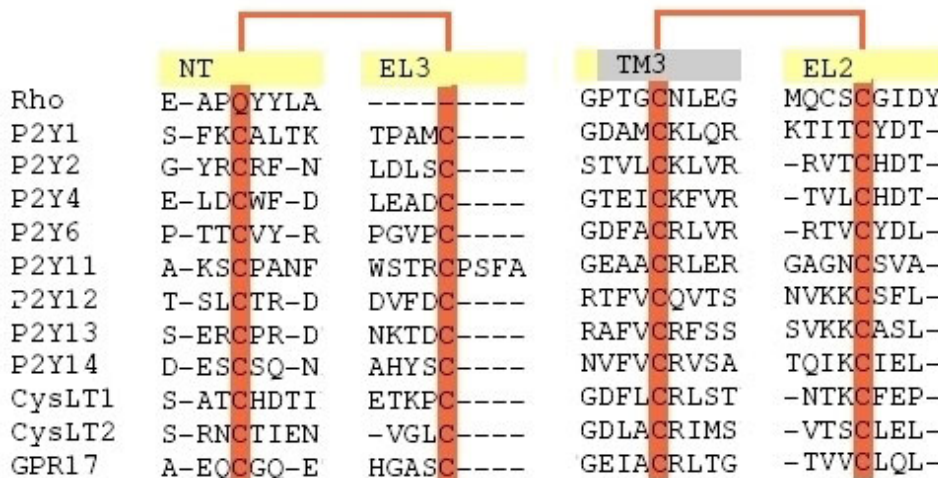 NT EL3 TM3 EL2
Rho E-APQYYLA --------- GPTGCNLEG MQCSCGIDY
P2Y1 S-FKCALTK TPAMC---- GDAMCKLQR KTITCYDT-
P2Y2 G-YRCRF-N LDLSC---- STVLCKLVR -RVTCHDT-
P2Y4 E-LDCWF-D LEADC---- GTEICKFVR -TVLCHDT-
P2Y6 P-TTCVY-R PGVPC---- GDFACRLVR -RTVCYDL-
P2Y11 A-KSCPANF WSTRCPSFA GEAACRLER GAGNCSVA-
P2Y12 T-SLCTR-D DVFDC---- RTFVCQVTS NVKKCSFL-
P2Y13 S-ERCPR-D NKTDC---- RAFVCRFSS SVKKCASL-
P2Y14 D-ESCSQ-N AHYSC---- NVFVCRVSA TQIKCIEL-
CysLT1 S-ATCHDTI ETKPC---- GDFLCRLST -NTKCFEP-
CysLT2 S-RNCTIEN -VGLC---- GDLACRIMS -VTSCLEL-
GPR17 A-EQCGQ-E HGASC---- GEIACRLTG -TVVCLQL-